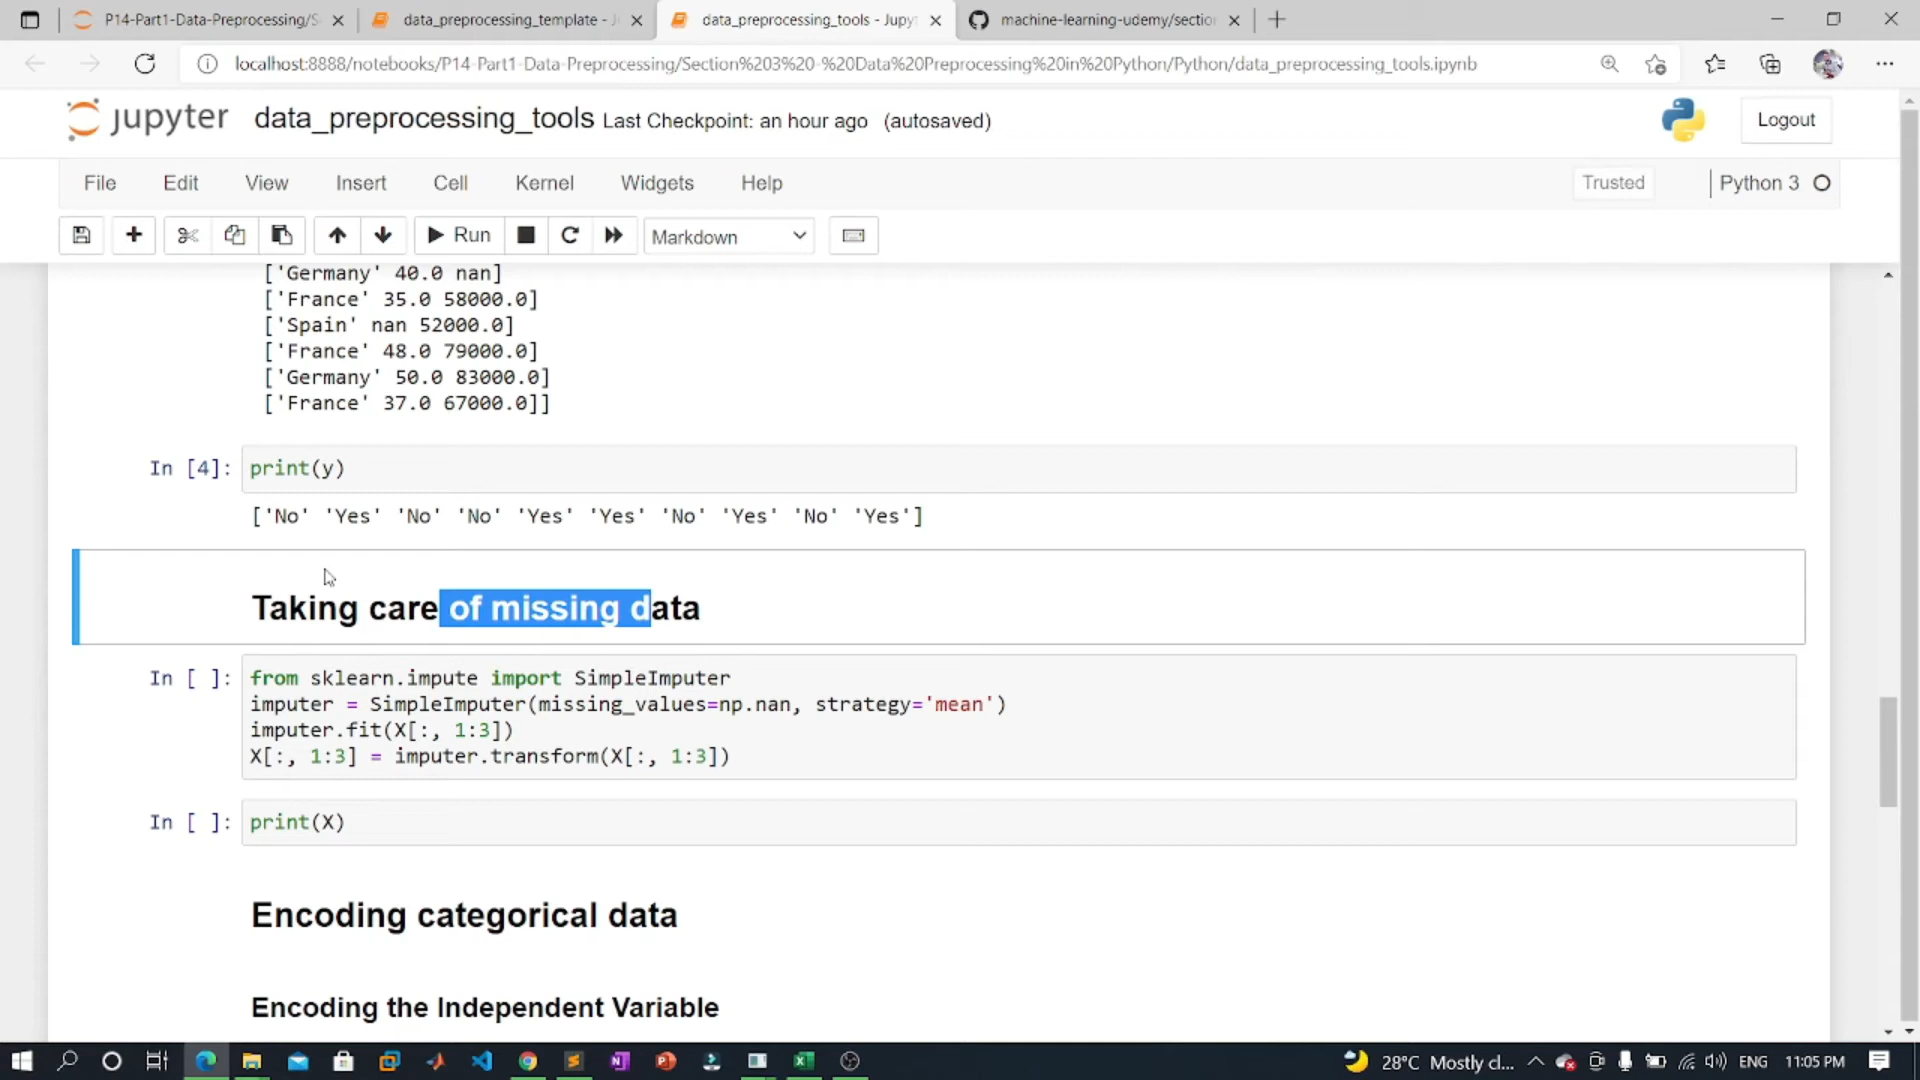 P14-Part1-Data-Preprocessing/S
data_preprocessing_template - J
data_preprocessing_tools - Jupyt
machine-learning-udemy/section
localhost:8888/notebooks/P14-Part1-Data-Preprocessing/Section%203%20-%20Data%20Preprocessing%20in%20Python/Python/data_preprocessing_tools.ipynb
jupyter data_preprocessing_tools Last Checkpoint: an hour ago (autosaved)
Logout
File Edit View Insert Cell Kernel Widgets Help
Trusted
Python 3
Run
Markdown
['Germany' 40.0 nan]
['France' 35.0 58000.0]
['Spain' nan 52000.0]
['France' 48.0 79000.0]
['Germany' 50.0 83000.0]
['France' 37.0 67000.0]]
In [4]: print(y)
['No' 'Yes' 'No' 'No' 'Yes' 'Yes' 'No' 'Yes' 'No' 'Yes']
Taking care of missing data
In [ ]: from sklearn.impute import SimpleImputer
imputer = SimpleImputer(missing_values=np.nan, strategy='mean')
imputer.fit(X[:, 1:3])
X[:, 1:3] = imputer.transform(X[:, 1:3])
In [ ]: print(X)
Encoding categorical data
Encoding the Independent Variable
28°C Mostly cl...
ENG
11:05 PM